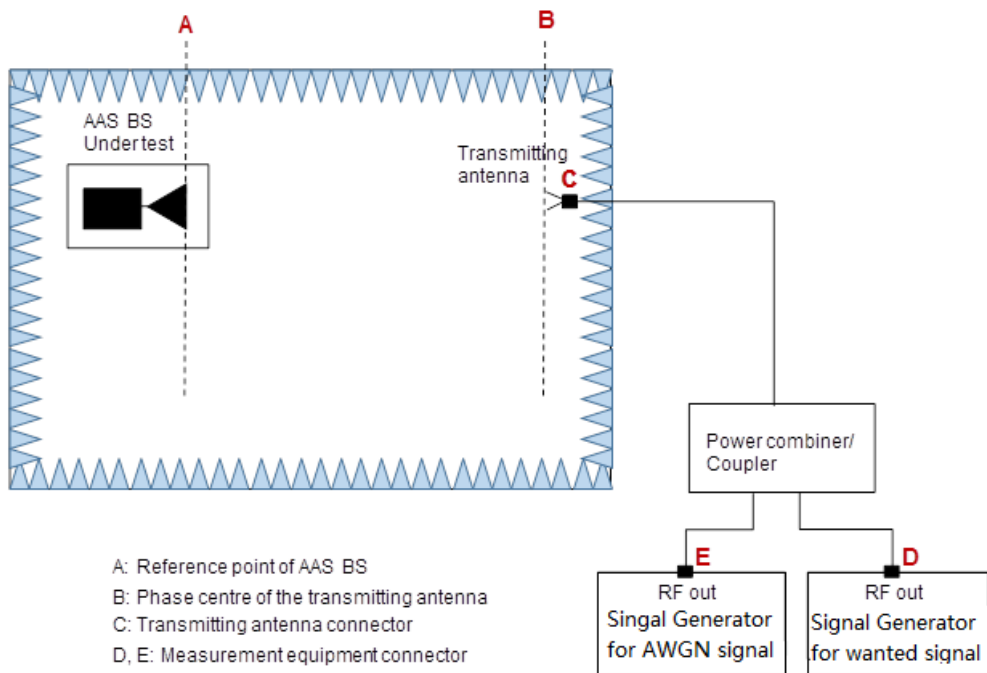 A
B
AAS BS
Under test
Transmitting
antenna
C
Power combiner/
Coupler
E
D
RF out
Singal Generator
for AWGN signal
RF out
Signal Generator
for wanted signal
A: Reference point of AAS BS
B: Phase centre of the transmitting antenna
C: Transmitting antenna connector
D, E: Measurement equipment connector